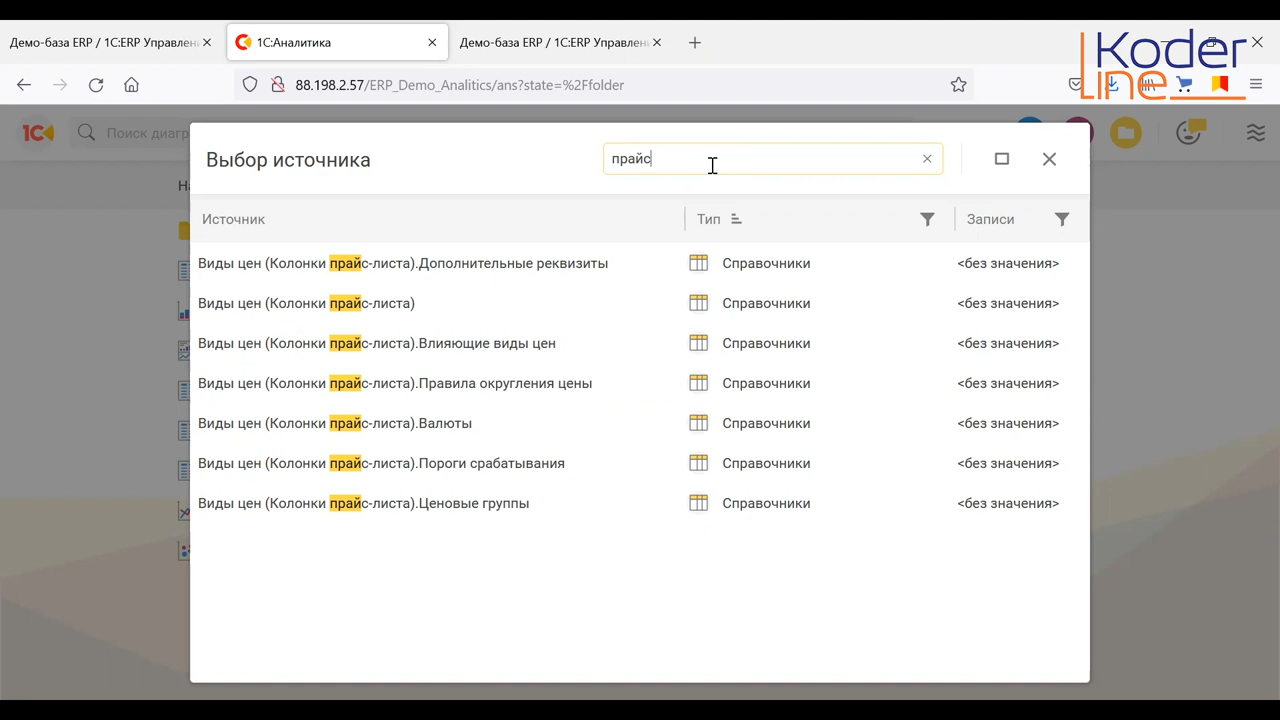 Демо-база ERP / 1С:ERP Управлени
1С:Аналитика
Демо-база ERP / 1С:ERP Управлени
Koder
Line
88.198.2.57/ERP_Demo_Analitics/ans?state=%2Ffolder
1С
Поиск диагр
На
Выбор источника
прайс
Источник
Тип
Записи
Виды цен (Колонки прайс-листа).Дополнительные реквизиты
Справочники
<без значения>
Виды цен (Колонки прайс-листа)
Справочники
<без значения>
Виды цен (Колонки прайс-листа).Влияющие виды цен
Справочники
<без значения>
Виды цен (Колонки прайс-листа).Правила округления цены
Справочники
<без значения>
Виды цен (Колонки прайс-листа).Валюты
Справочники
<без значения>
Виды цен (Колонки прайс-листа).Пороги срабатывания
Справочники
<без значения>
Виды цен (Колонки прайс-листа).Ценовые группы
Справочники
<без значения>